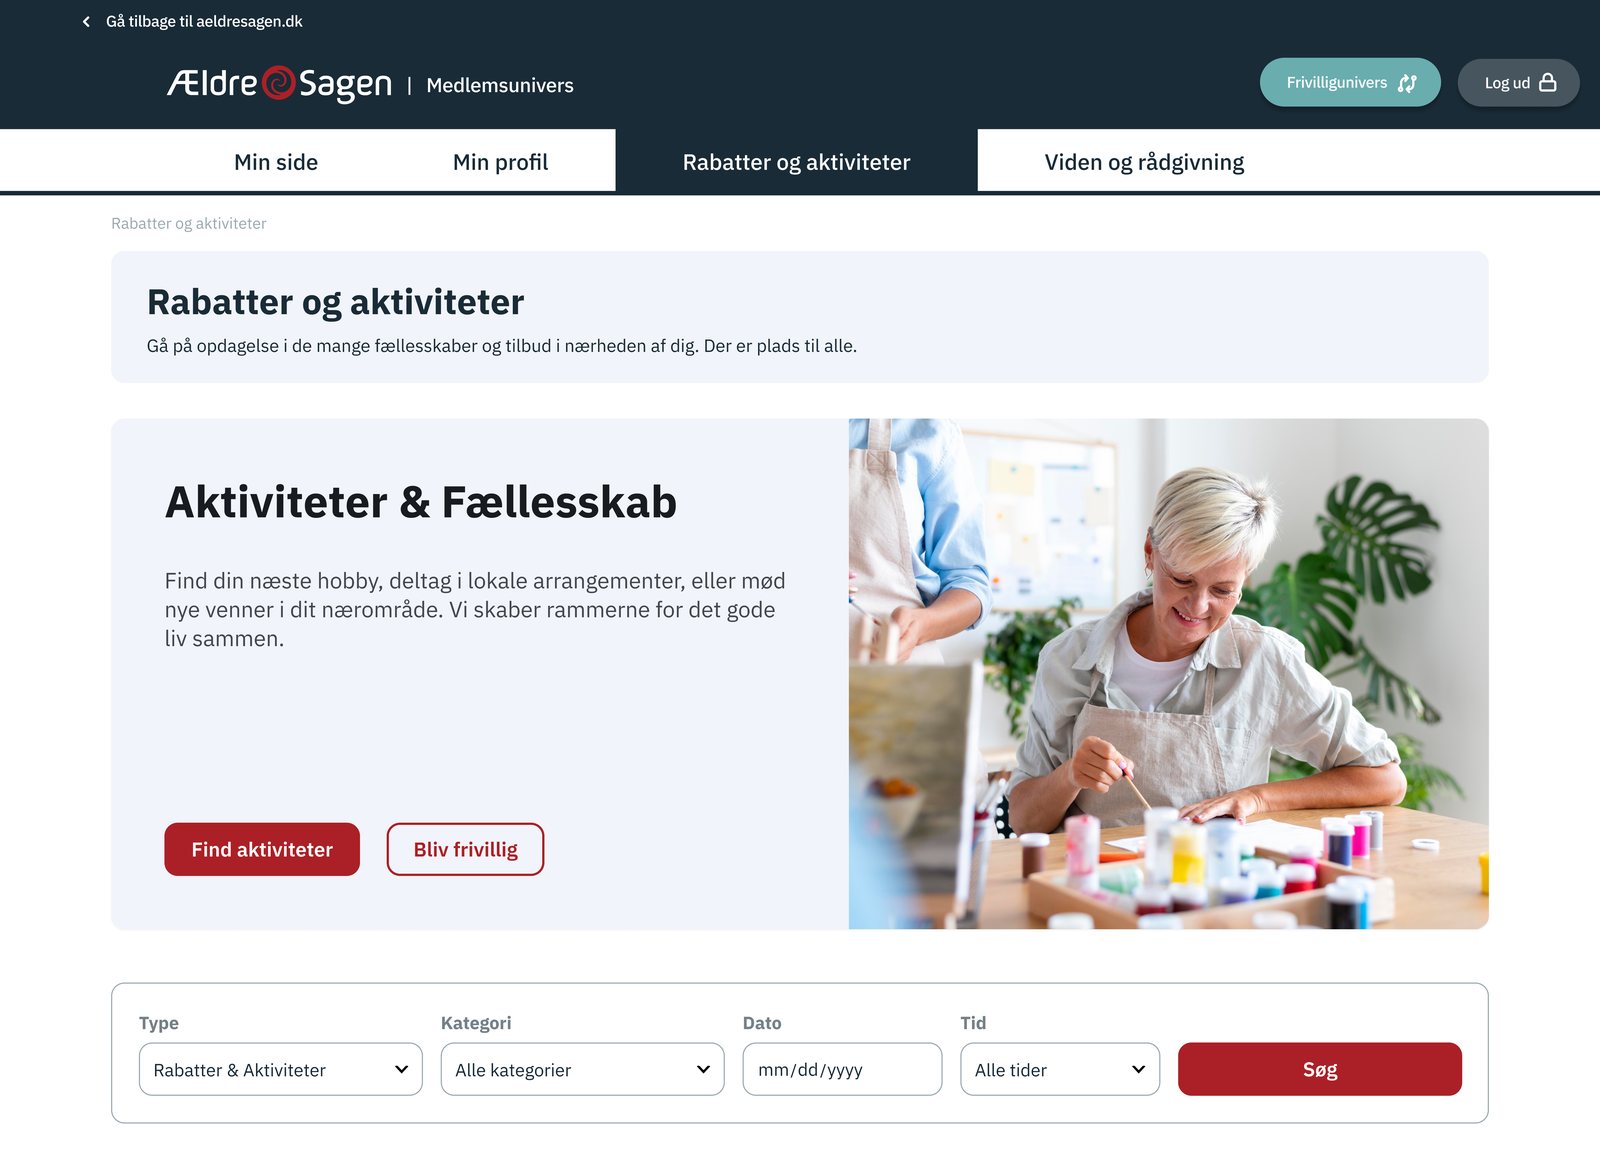 Gå tilbage til aeldresagen.dk
ÆldreSagen | Medlemsunivers
Frivilligunivers
Log ud
Min side
Min profil
Rabatter og aktiviteter
Viden og rådgivning
Rabatter og aktiviteter
Rabatter og aktiviteter
Gå på opdagelse i de mange fællesskaber og tilbud i nærheden af dig. Der er plads til alle.
Aktiviteter & Fællesskab
Find din næste hobby, deltag i lokale arrangementer, eller mød
nye venner i dit nærområde. Vi skaber rammerne for det gode
liv sammen.
Find aktiviteter
Bliv frivillig
Type
Kategori
Dato
Tid
Rabatter & Aktiviteter
Alle kategorier
mm/dd/yyyy
Alle tider
Søg